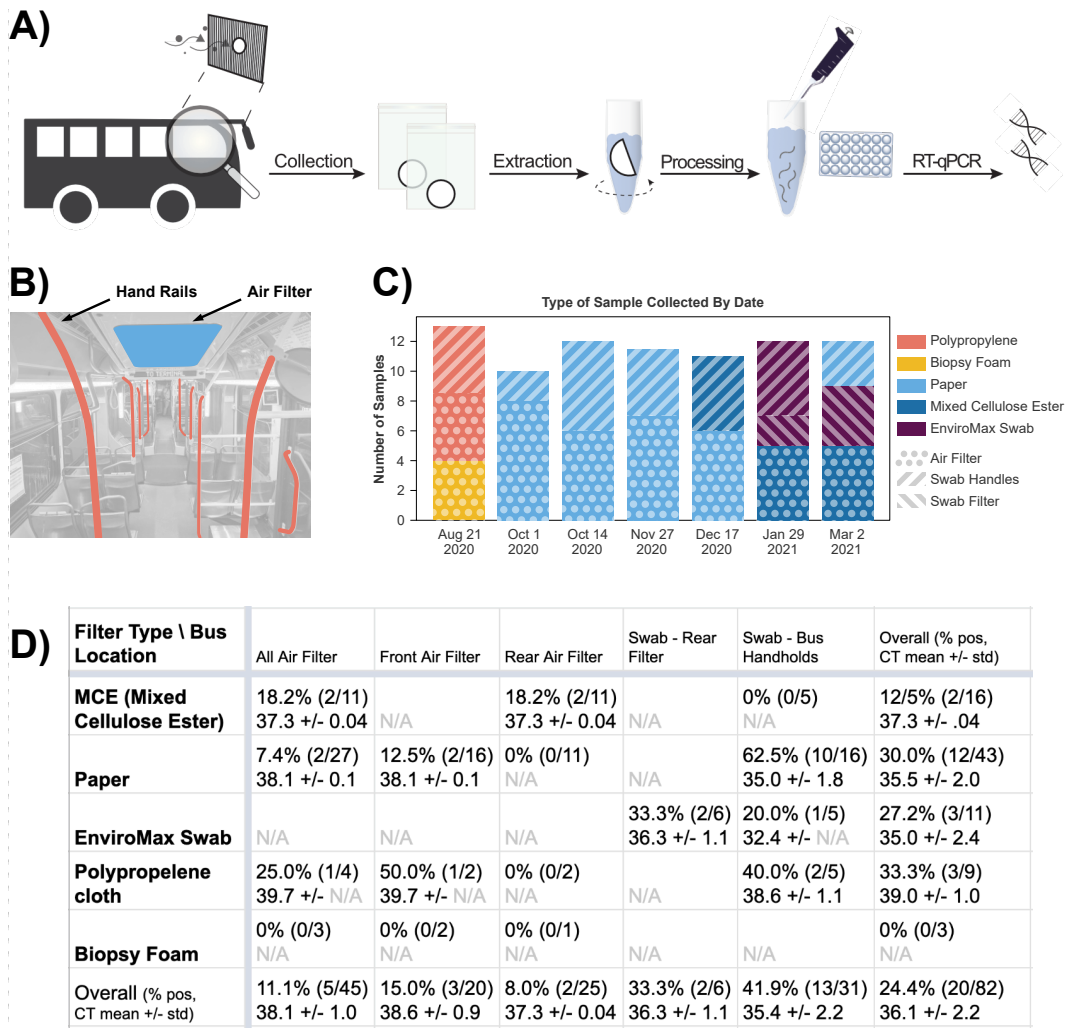 A)
Collection
Extraction
Processing
RT-qPCR
B)
Hand Rails
Air Filter
C)
Type of Sample Collected By Date
Number of Samples
12
10
8
6
4
2
0
Aug 21
2020
Oct 1
2020
Oct 14
2020
Nov 27
2020
Dec 17
2020
Jan 29
2021
Mar 2
2021
Polypropylene
Biopsy Foam
Paper
Mixed Cellulose Ester
EnviroMax Swab
Air Filter
Swab Handles
Swab Filter
D)
Filter Type \ Bus
Location
All Air Filter
Front Air Filter
Rear Air Filter
Swab - Rear
Filter
Swab - Bus
Handholds
Overall (% pos,
CT mean +/- std)
MCE (Mixed
Cellulose Ester)
18.2% (2/11)
37.3 +/- 0.04
N/A
18.2% (2/11)
37.3 +/- 0.04
N/A
0% (0/5)
N/A
12/5% (2/16)
37.3 +/- .04
Paper
7.4% (2/27)
38.1 +/- 0.1
12.5% (2/16)
38.1 +/- 0.1
0% (0/11)
N/A
N/A
62.5% (10/16)
35.0 +/- 1.8
30.0% (12/43)
35.5 +/- 2.0
EnviroMax Swab
N/A
N/A
N/A
33.3% (2/6)
36.3 +/- 1.1
20.0% (1/5)
32.4 +/- N/A
27.2% (3/11)
35.0 +/- 2.4
Polypropelene
cloth
25.0% (1/4)
39.7 +/- N/A
50.0% (1/2)
39.7 +/- N/A
0% (0/2)
N/A
N/A
40.0% (2/5)
38.6 +/- 1.1
33.3% (3/9)
39.0 +/- 1.0
Biopsy Foam
0% (0/3)
N/A
0% (0/2)
N/A
0% (0/1)
N/A
N/A
N/A
0% (0/3)
N/A
Overall (% pos,
CT mean +/- std)
11.1% (5/45)
38.1 +/- 1.0
15.0% (3/20)
38.6 +/- 0.9
8.0% (2/25)
37.3 +/- 0.04
33.3% (2/6)
36.3 +/- 1.1
41.9% (13/31)
35.4 +/- 2.2
24.4% (20/82)
36.1 +/- 2.2